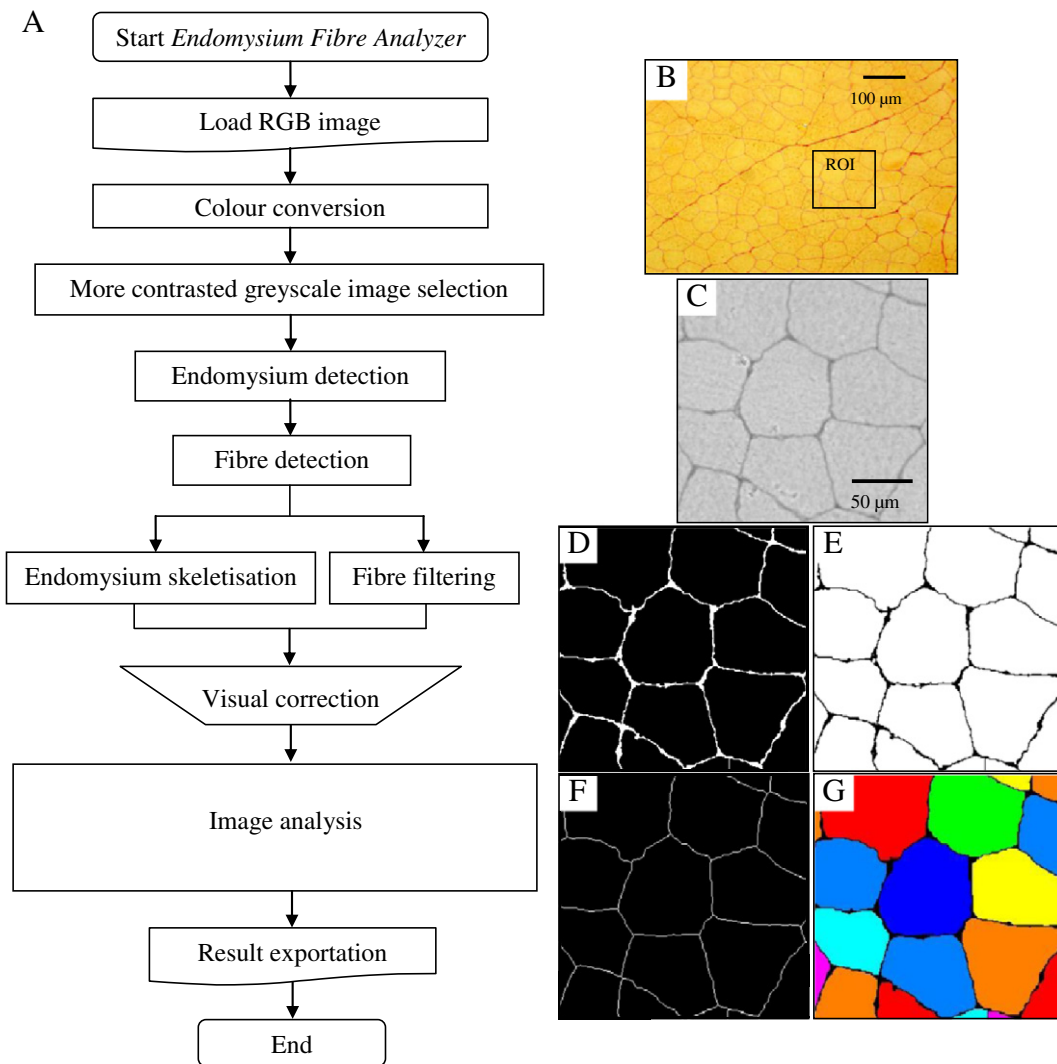 A
Start Endomysium Fibre Analyzer
Load RGB image
Colour conversion
More contrasted greyscale image selection
Endomysium detection
Fibre detection
Endomysium skeletisation
Fibre filtering
Visual correction
Image analysis
Result exportation
End
B
100 µm
ROI
C
50 µm
D
E
F
G